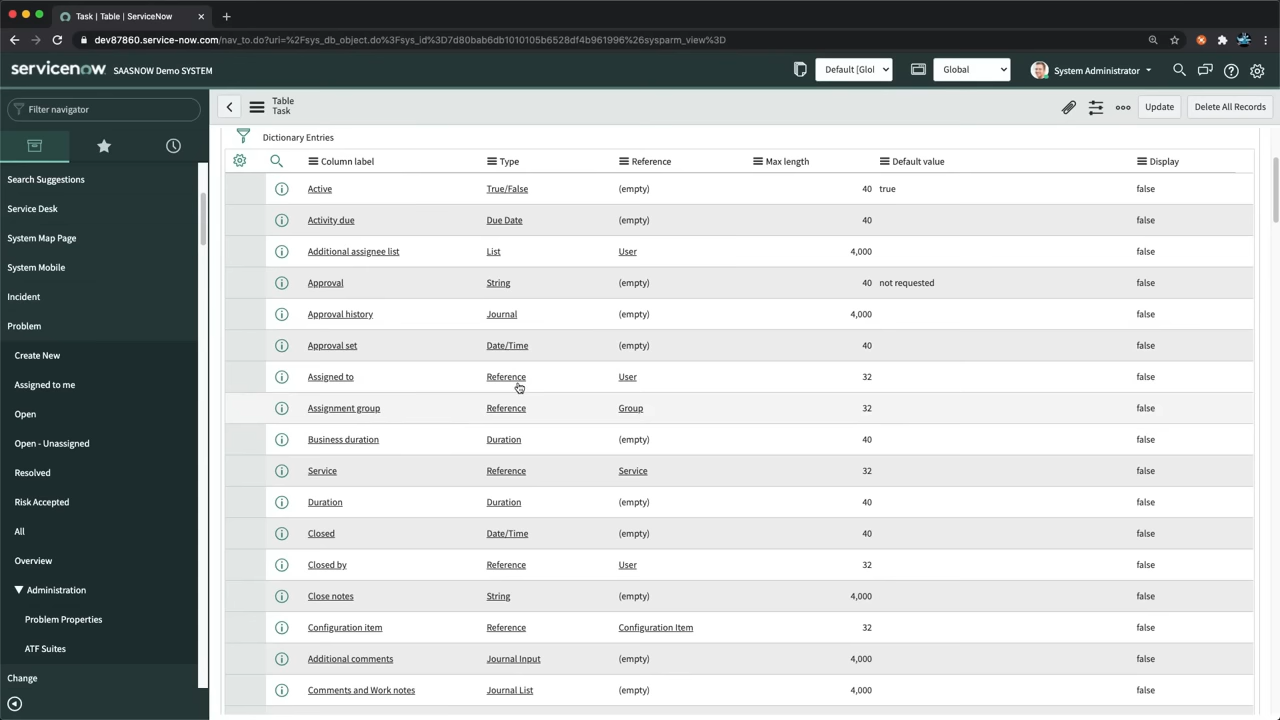 Task | Table | ServiceNow
dev87860.service-now.com/nav_to.do?uri=%2Fsys_db_object.do%3Fsys_id%3D7d80bab6db1010105b6528df4b961996%26sysparm_view%3D
servicenow SAASNOW Demo SYSTEM Default [Glol Global System Administrator
Filter navigator
Table
Task
Update Delete All Records
Search Suggestions
Service Desk
System Map Page
System Mobile
Incident
Problem
Create New
Assigned to me
Open
Open - Unassigned
Resolved
Risk Accepted
All
Overview
Administration
Problem Properties
ATF Suites
Change
Dictionary Entries
Column label Type Reference Max length Default value Display
Active True/False (empty) 40 true false
Activity due Due Date (empty) 40 false
Additional assignee list List User 4,000 false
Approval String (empty) 40 not requested false
Approval history Journal (empty) 4,000 false
Approval set Date/Time (empty) 40 false
Assigned to Reference User 32 false
Assignment group Reference Group 32 false
Business duration Duration (empty) 40 false
Service Reference Service 32 false
Duration Duration (empty) 40 false
Closed Date/Time (empty) 40 false
Closed by Reference User 32 false
Close notes String (empty) 4,000 false
Configuration item Reference Configuration Item 32 false
Additional comments Journal Input (empty) 4,000 false
Comments and Work notes Journal List (empty) 4,000 false